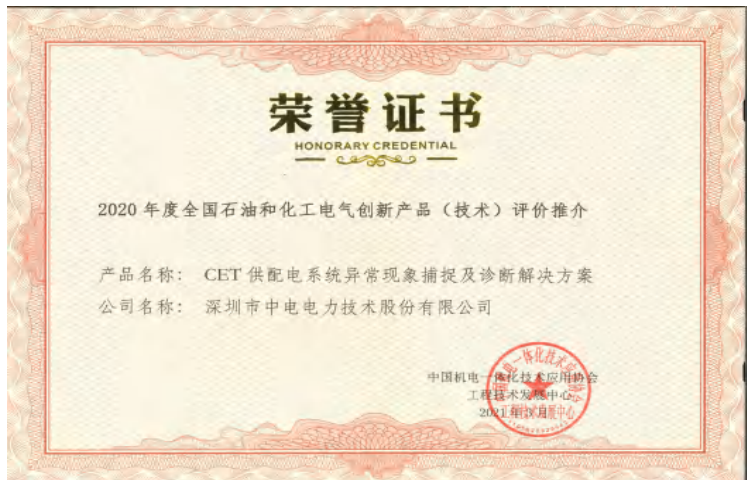 荣誉证书
HONORARY CREDENTIAL
2020年度全国石油和化工电气创新产品（技术）评价推介
产品名称： CET供配电系统异常现象捕捉及诊断解决方案
公司名称： 深圳市中电电力技术股份有限公司
中国机电一体化技术应用协会
工程技术发展中心
2021年3月